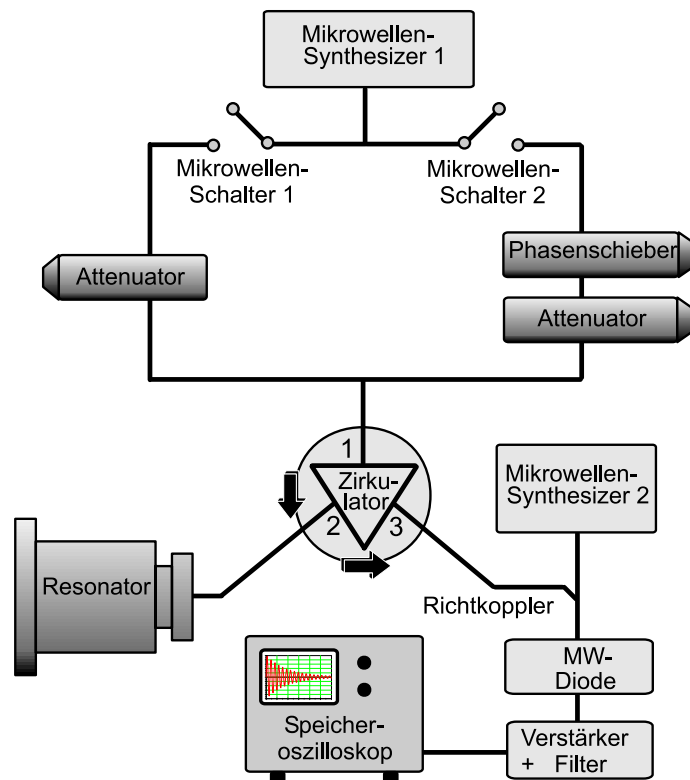 Mikrowellen-
Synthesizer 1
Mikrowellen-
Schalter 1
Mikrowellen-
Schalter 2
Attenuator
Phasenschieber
Attenuator
1
Zirku-
lator
2 3
Mikrowellen-
Synthesizer 2
Resonator
Richtkoppler
MW-
Diode
Speicher-
oszilloskop
Verstärker
+ Filter